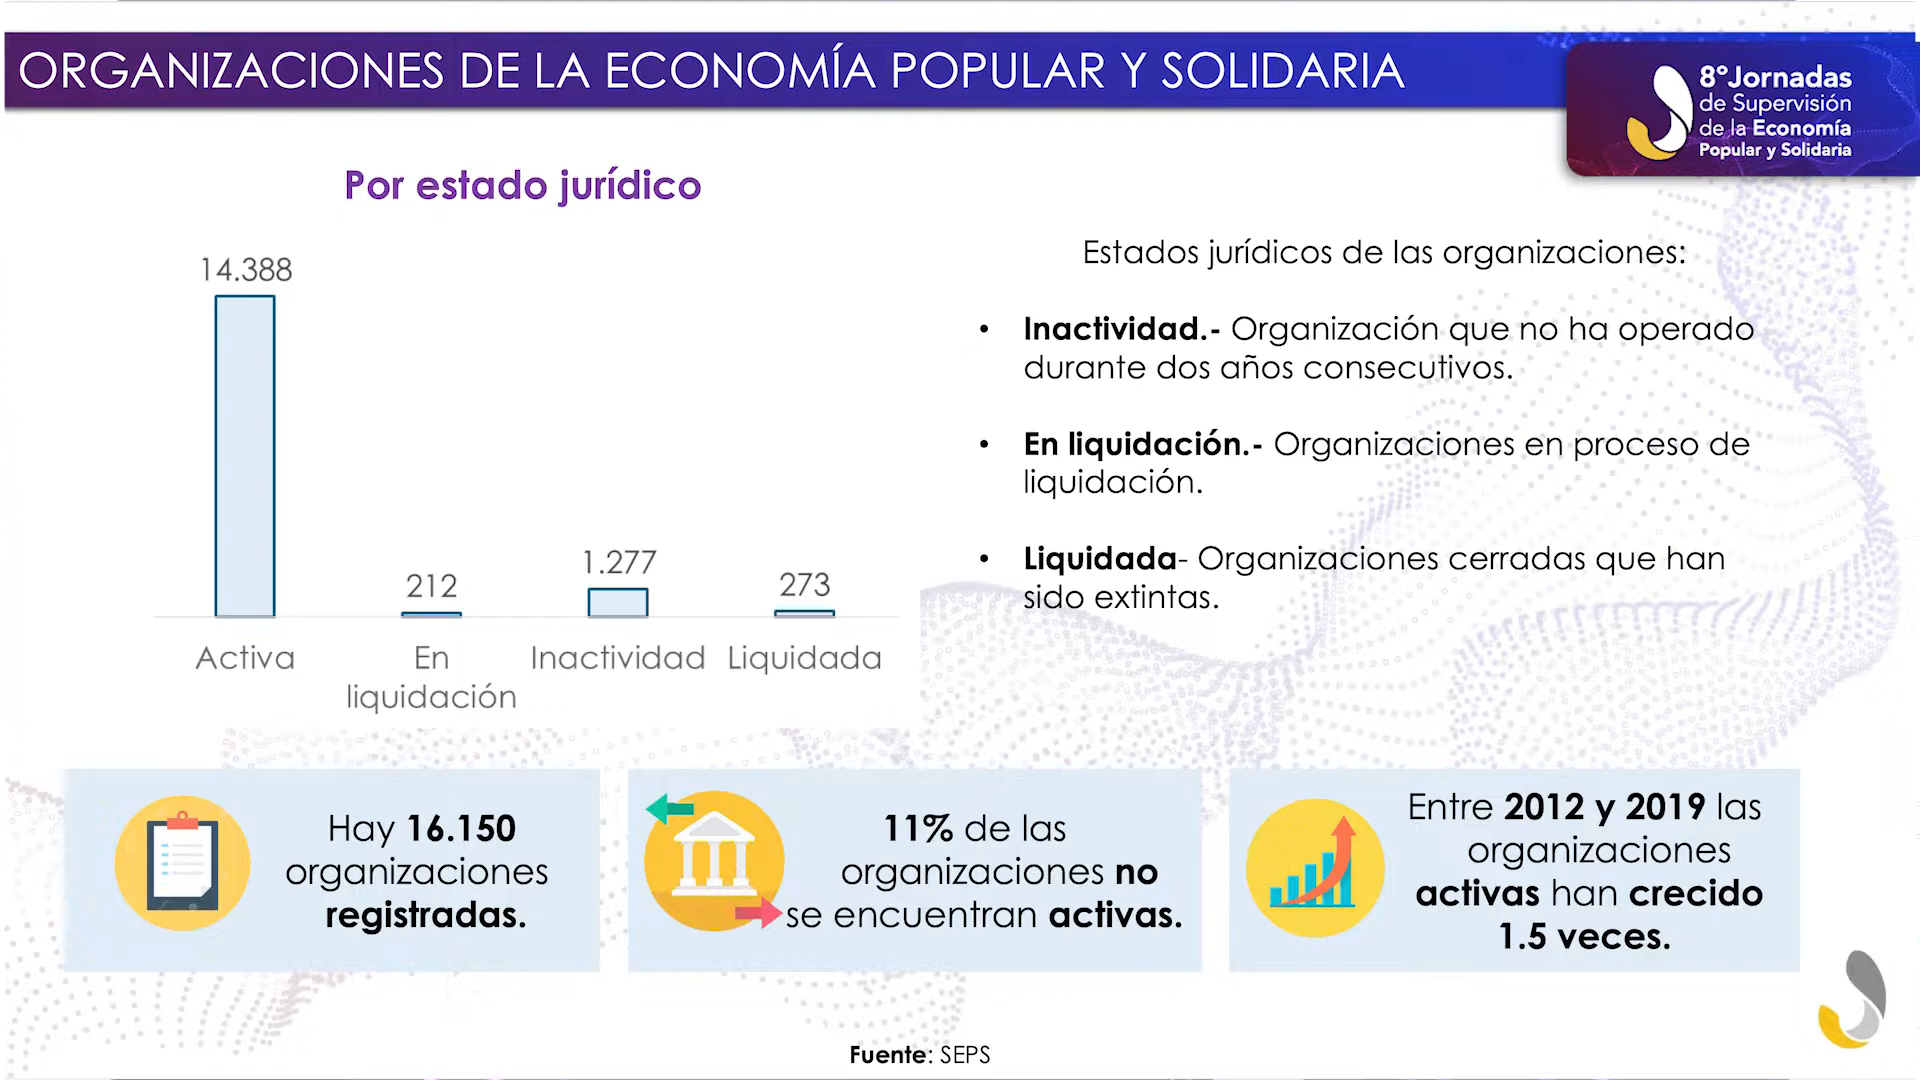 ORGANIZACIONES DE LA ECONOMÍA POPULAR Y SOLIDARIA
8°Jornadas
de Supervisión
de la Economía
Popular y Solidaria
Por estado jurídico
14.388
212
1.277
273
Activa
En
liquidación
Inactividad
Liquidada
Estados jurídicos de las organizaciones:
• Inactividad.- Organización que no ha operado
durante dos años consecutivos.
• En liquidación.- Organizaciones en proceso de
liquidación.
• Liquidada- Organizaciones cerradas que han
sido extintas.
Hay 16.150
organizaciones
registradas.
11% de las
organizaciones no
se encuentran activas.
Entre 2012 y 2019 las
organizaciones
activas han crecido
1.5 veces.
Fuente: SEPS